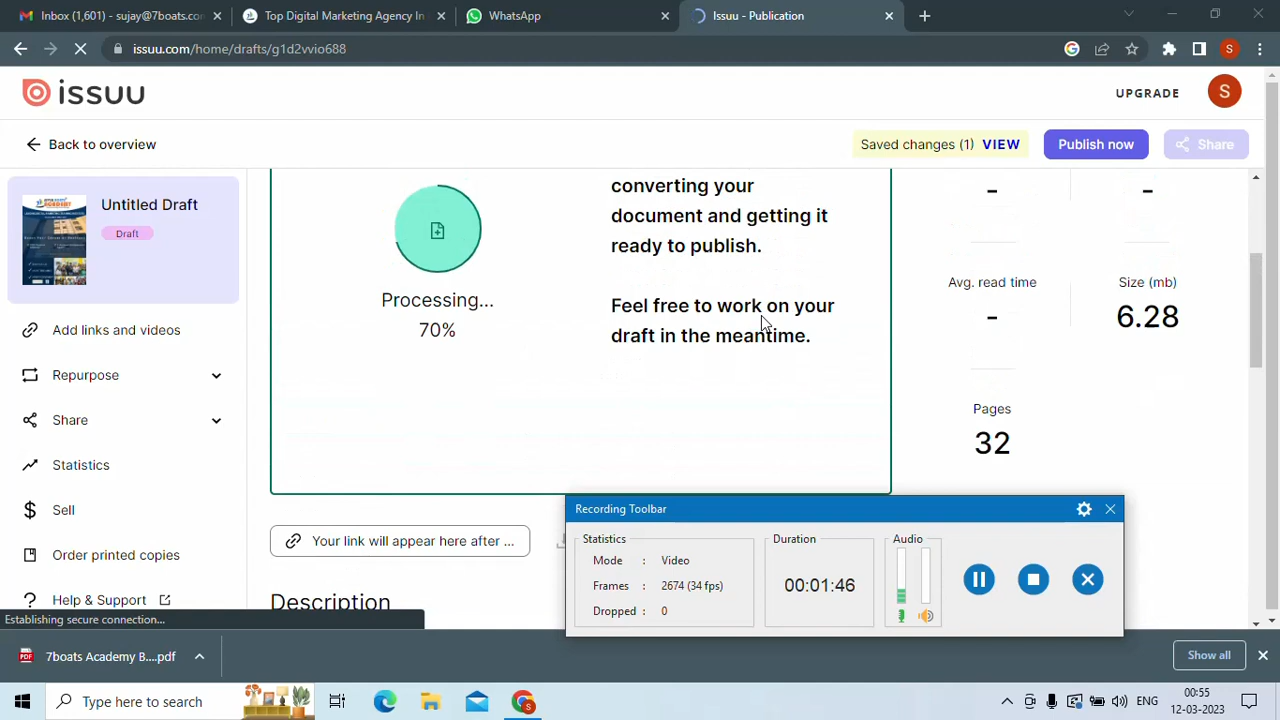 Inbox (1,601) - sujay@7boats.con
Top Digital Marketing Agency In
WhatsApp
Issuu - Publication
issuu.com/home/drafts/g1d2vvio688
S
issuu
UPGRADE
S
Back to overview
Saved changes (1) VIEW
Publish now
Share
Untitled Draft
Draft
Add links and videos
Repurpose
Share
Statistics
Sell
Order printed copies
Help & Support
converting your
document and getting it
ready to publish.
Processing...
70%
Feel free to work on your
draft in the meantime.
-
-
Avg. read time
Size (mb)
-
6.28
Pages
32
Your link will appear here after ...
Description
Recording Toolbar
Statistics
Mode : Video
Frames : 2674 (34 fps)
Dropped : 0
Duration
00:01:46
Audio
Establishing secure connection...
7boats Academy B....pdf
Show all
Type here to search
ENG
00:55
12-03-2023